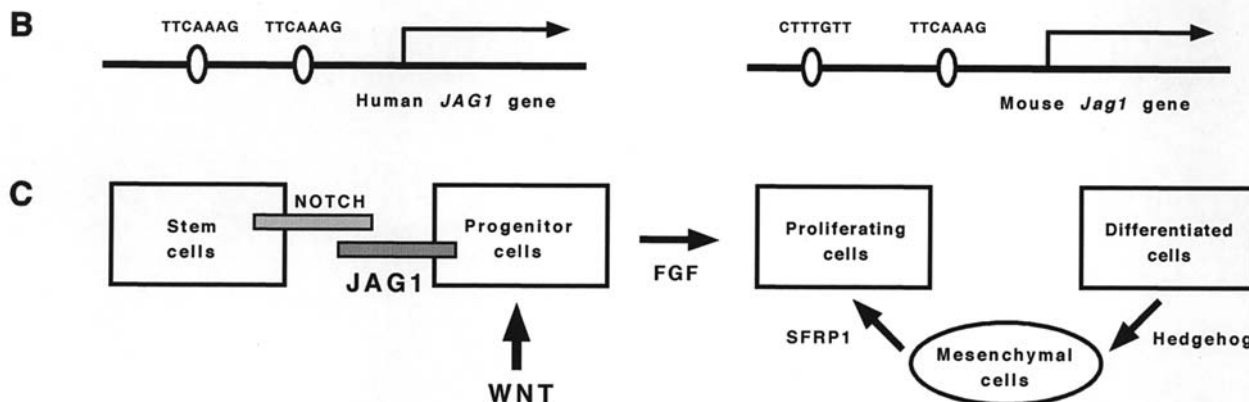 B
TTCAAAG TTCAAAG
Human JAG1 gene
CTTTGTT TTCAAAG
Mouse Jag1 gene
C
Stem
cells
NOTCH
JAG1
Progenitor
cells
WNT
FGF
Proliferating
cells
Differentiated
cells
SFRP1
Mesenchymal
cells
Hedgehog